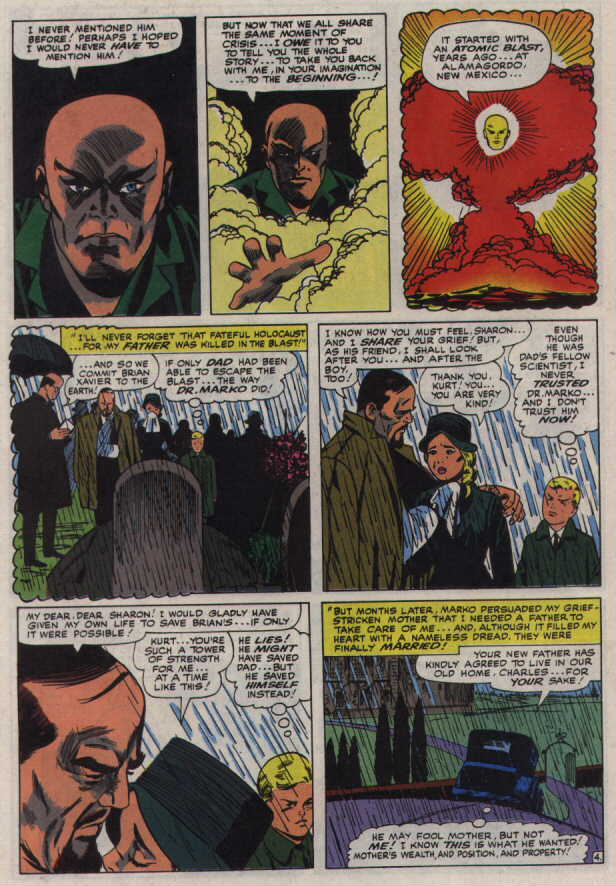 I NEVER MENTIONED HIM
BEFORE! PERHAPS I HOPED
I WOULD NEVER HAVE TO
MENTION HIM!
BUT NOW THAT WE ALL SHARE
THE SAME MOMENT OF
CRISIS...I OWE IT TO YOU
TO TELL YOU THE WHOLE
STORY...TO TAKE YOU BACK
WITH ME, IN YOUR IMAGINATION
...TO THE BEGINNING...!
IT STARTED WITH
AN ATOMIC BLAST,
YEARS AGO...AT
ALAMAGORDO,
NEW MEXICO...
"I'LL NEVER FORGET THAT FATEFUL HOLOCAUST
...FOR MY FATHER WAS KILLED IN THE BLAST!"
...AND SO WE
COMMIT BRIAN
XAVIER TO THE
EARTH!
IF ONLY DAD HAD BEEN
ABLE TO ESCAPE THE
BLAST...THE WAY
DR. MARKO DID!
I KNOW HOW YOU MUST FEEL, SHARON...
AND I SHARE YOUR GRIEF! BUT,
AS HIS FRIEND, I SHALL LOOK
AFTER YOU...AND AFTER THE
BOY,
TOO!
THANK YOU,
KURT! YOU...
YOU ARE VERY
KIND!
EVEN
THOUGH HE
WAS
DAD'S FELLOW
SCIENTIST, I
NEVER
TRUSTED
DR. MARKO...
AND I DON'T
TRUST HIM
NOW!
MY DEAR, DEAR SHARON! I WOULD GLADLY HAVE
GIVEN MY OWN LIFE TO SAVE BRIAN'S...IF ONLY
IT WERE POSSIBLE!
KURT...YOU'RE
SUCH A TOWER
OF STRENGTH
FOR ME...
AT A TIME
LIKE THIS!
HE LIES!
HE MIGHT
HAVE SAVED
DAD...BUT
HE SAVED
HIMSELF
INSTEAD!
"BUT MONTHS LATER, MARKO PERSUADED MY GRIEF-
STRICKEN MOTHER THAT I NEEDED A FATHER TO
TAKE CARE OF ME...AND, ALTHOUGH IT FILLED MY
HEART WITH A NAMELESS DREAD, THEY WERE
FINALLY MARRIED!
YOUR NEW FATHER HAS
KINDLY AGREED TO LIVE IN OUR
OLD HOME, CHARLES...FOR
YOUR SAKE!
HE MAY FOOL MOTHER, BUT NOT
ME! I KNOW THIS IS WHAT HE WANTED!
MOTHER'S WEALTH, AND POSITION, AND PROPERTY!
4.